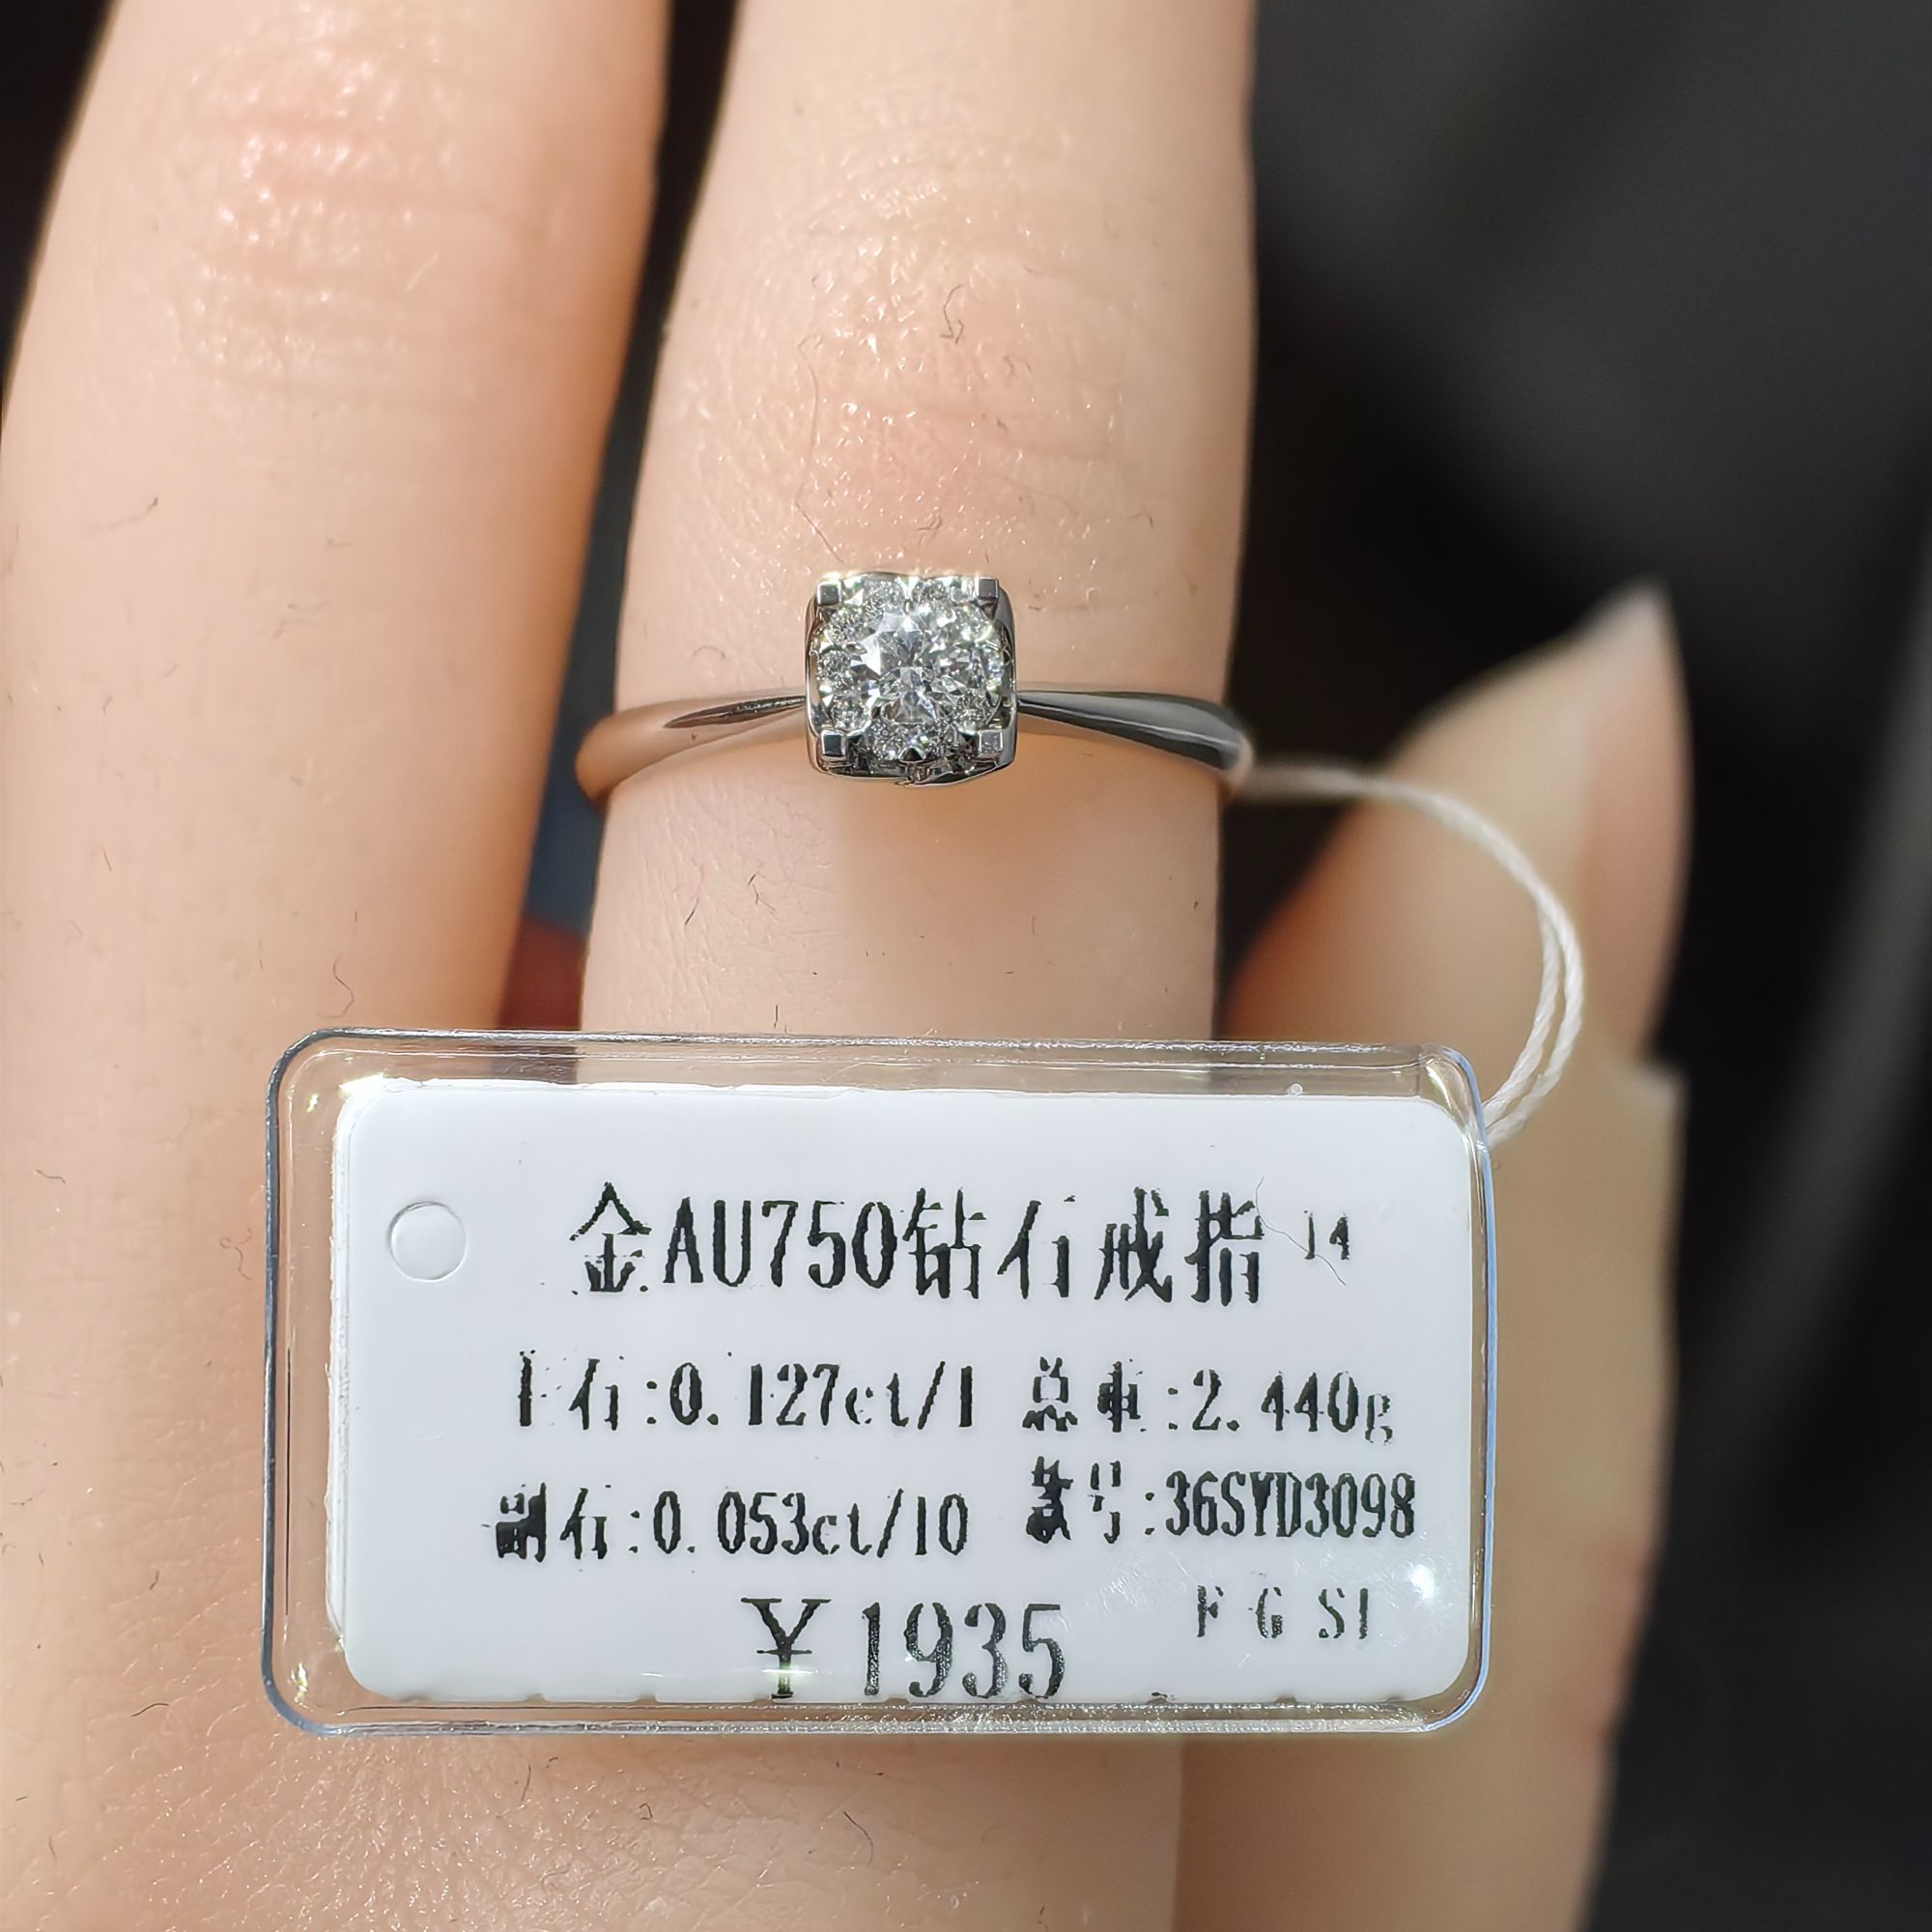 金AU750钻石戒指 14
主石:0.127ct/1 总重:2.440g
副石:0.053ct/10 款号:36SYD3098
￥1935 F G SI